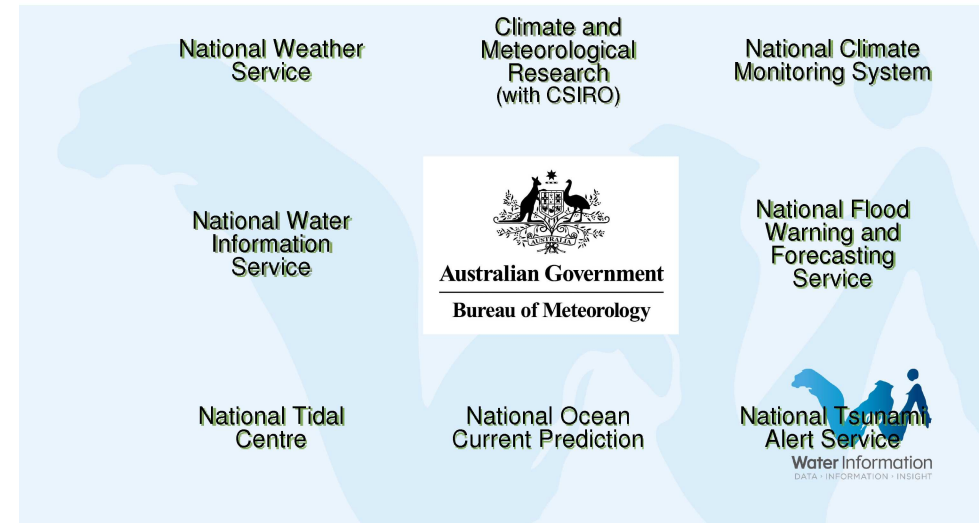 National Weather
Service
Climate and
Meteorological
Research
(with CSIRO)
National Climate
Monitoring System
National Water
Information
Service
AUSTRALIA
Australian Government
Bureau of Meteorology
National Flood
Warning and
Forecasting
Service
National Tidal
Centre
National Ocean
Current Prediction
National Tsunami
Alert Service
Water Information
DATA • INFORMATION • INSIGHT